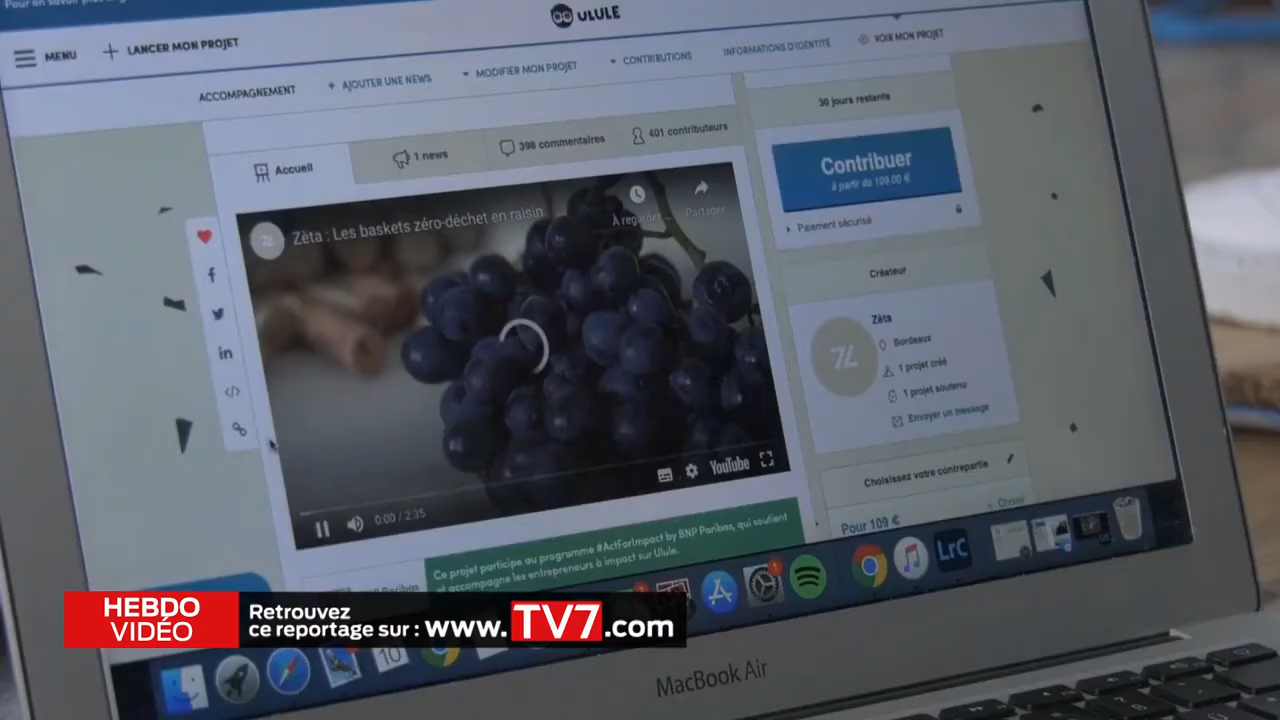 ULULE
MENU
LANCER MON PROJET
ACCOMPAGNEMENT
AJOUTER UNE NEWS
MODIFIER MON PROJET
CONTRIBUTIONS
INFORMATIONS D'IDENTITÉ
VOIR MON PROJET
30 jours restants
Accueil
1 news
398 commentaires
401 contributeurs
Contribuer
à partir de 109,00 €
Paiement sécurisé
Zèta : Les baskets zéro-déchet en raisin
À regarder ...
Partager
Créateur
Zèta
Bordeaux
1 projet créé
1 projet soutenu
Envoyer un message
YouTube
0:00 / 2:35
Choisissez votre contrepartie
Choisir
Pour 109 €
Ce projet participe au programme #ActForImpact by BNP Paribas, qui soutient
et accompagne les entrepreneurs à impact sur Ulule.
LrC
HEBDO
VIDÉO
Retrouvez
ce reportage sur : www.TV7.com
MacBook Air